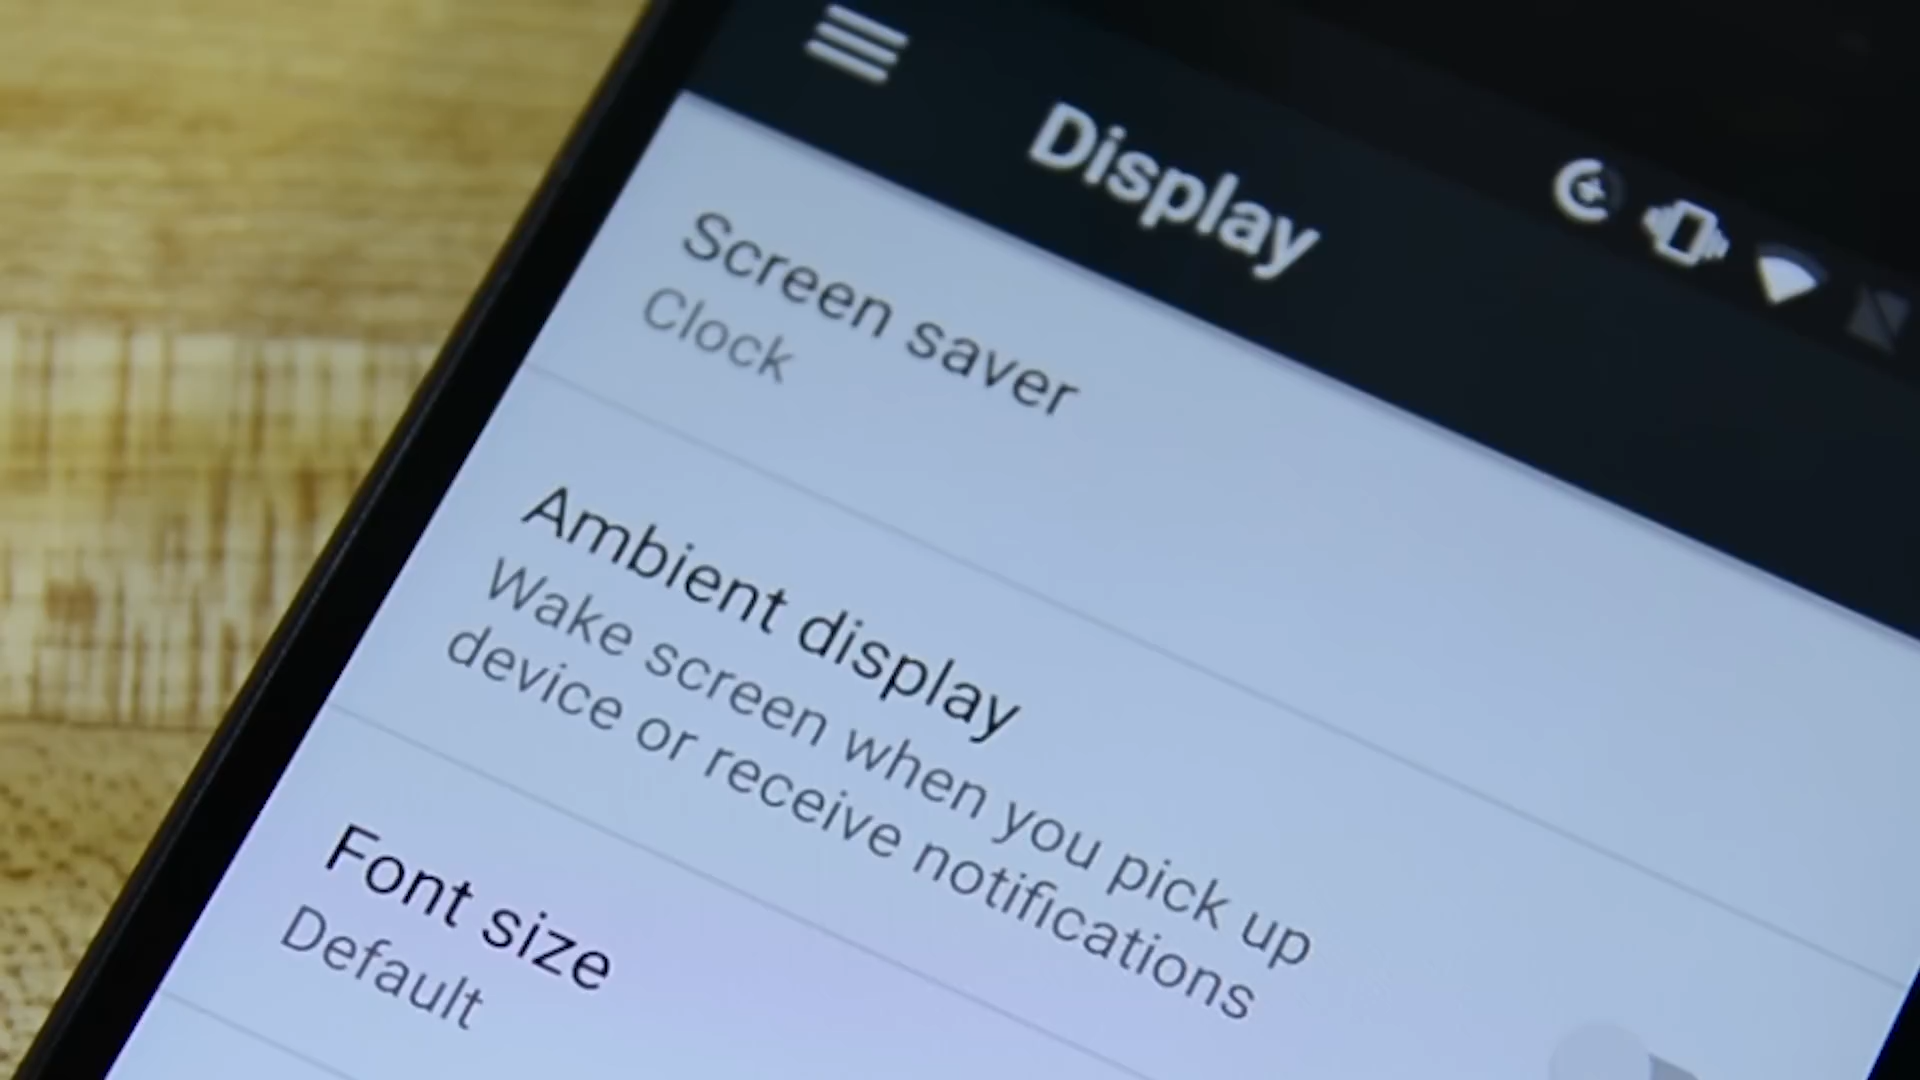 Display
Screen saver
Clock
Ambient display
Wake screen when you pick up
device or receive notifications
Font size
Default